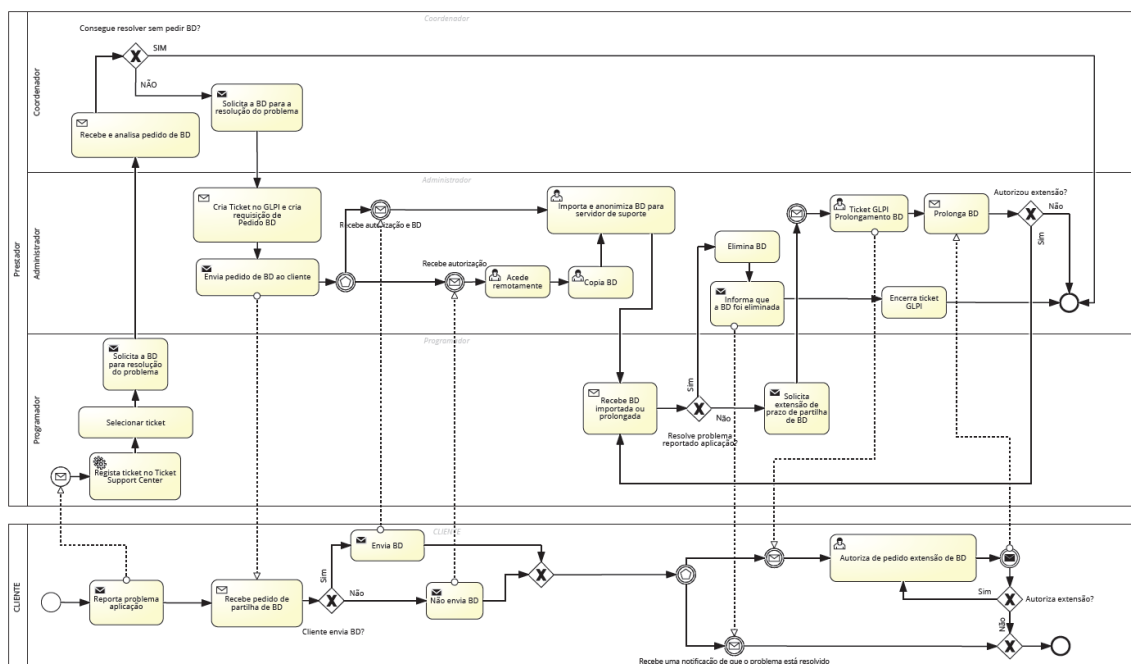 Coordenador
Consegue resolver sem pedir BD?
SIM
NÃO
Solicita a BD para a
resolução do problema
Recebe e analisa pedido de BD
Coordenador
Prestador
Administrador
Administrador
Cria Ticket no GLPI e cria
requisição de
Pedido BD
Recebe autorização e BD
Importa e anonimiza BD para
servidor de suporte
Ticket GLPI
Prolongamento BD
Prolonga BD
Autorizou extensão?
Não
Sim
Envia pedido de BD ao cliente
Recebe autorização
Acede
remotamente
Copia BD
Elimina BD
Informa que
a BD foi eliminada
Encerra ticket
GLPI
Programador
Programador
Solicita a BD
para resolução
do problema
Selecionar ticket
Regista ticket no Ticket
Support Center
Recebe BD
importada ou
prolongada
Sim
Não
Resolve problema
reportado aplicação?
Solicita
extensão de
prazo de partilha
de BD
CLIENTE
CLIENTE
Reporta problema
aplicação
Recebe pedido de
partilha de BD
Sim
Não
Cliente envia BD?
Envia BD
Não envia BD
Autoriza de pedido extensão de BD
Sim
Autoriza extensão?
Não
Recebe uma notificação de que o problema está resolvido